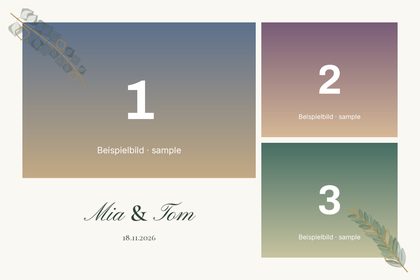 1
Beispielbild · sample
2
Beispielbild · sample
3
Beispielbild · sample
Mia & Tom
18.11.2026